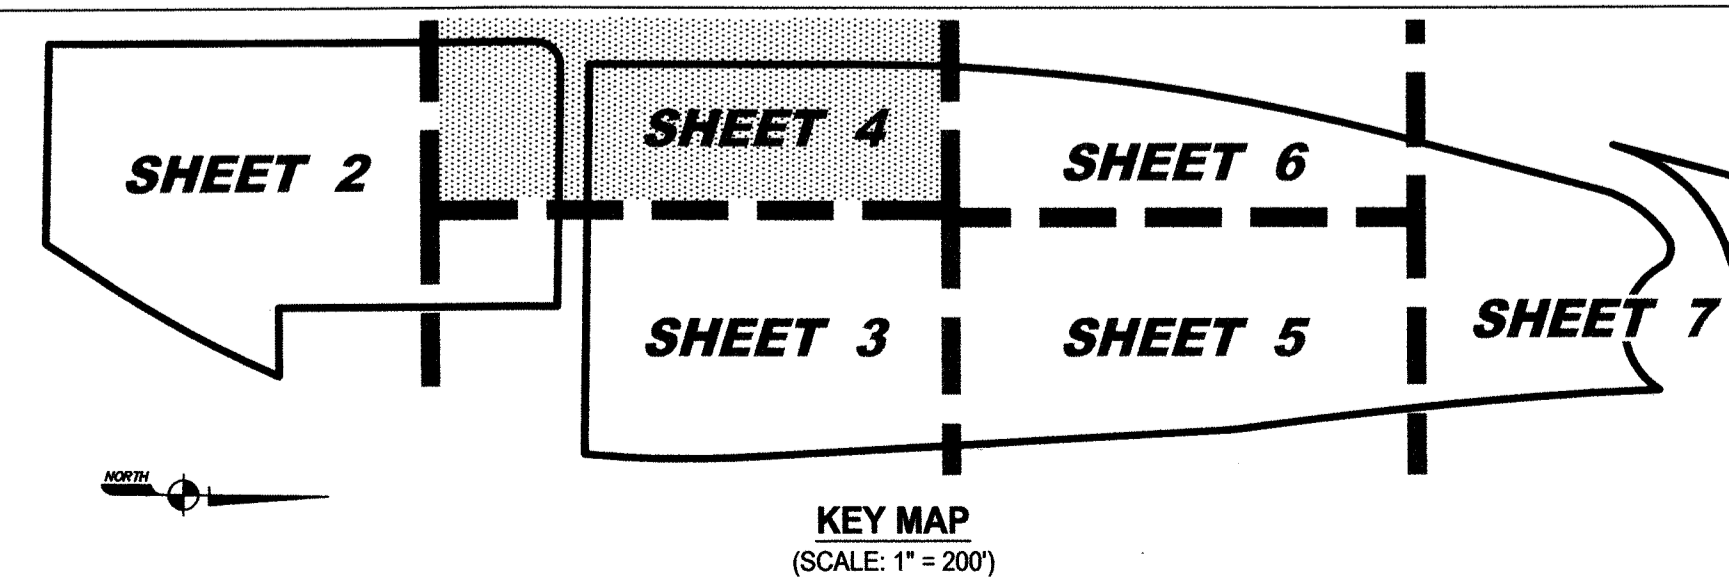 SHEET 4
SHEET 2
SHEET 6
SHEET 3
SHEET 5
SHEET 7
NORTH
KEY MAP
(SCALE: 1" = 200')